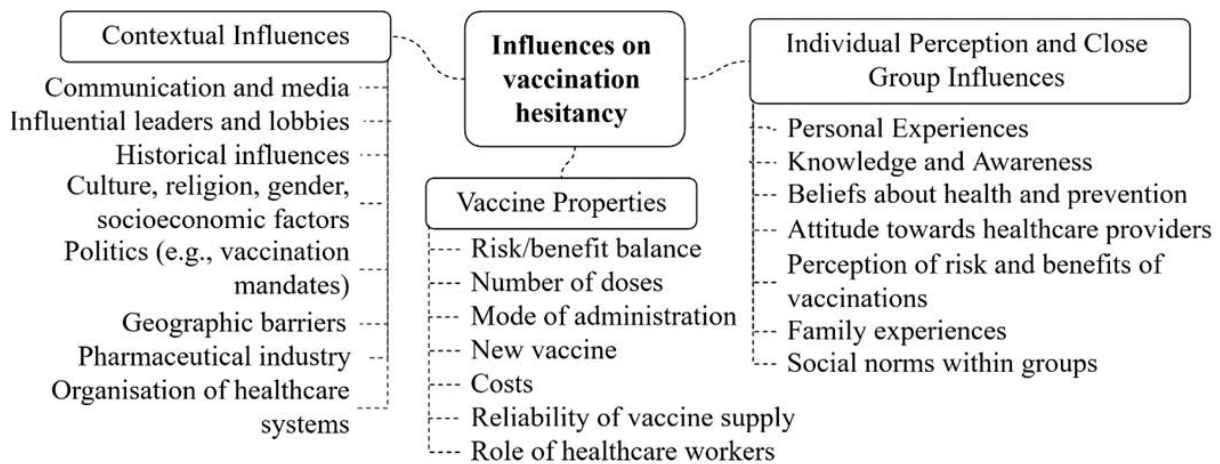 Influences on
vaccination
hesitancy
Contextual Influences
Communication and media
Influential leaders and lobbies
Historical influences
Culture, religion, gender,
socioeconomic factors
Politics (e.g., vaccination
mandates)
Geographic barriers
Pharmaceutical industry
Organisation of healthcare
systems
Vaccine Properties
Risk/benefit balance
Number of doses
Mode of administration
New vaccine
Costs
Reliability of vaccine supply
Role of healthcare workers
Individual Perception and Close
Group Influences
Personal Experiences
Knowledge and Awareness
Beliefs about health and prevention
Attitude towards healthcare providers
Perception of risk and benefits of
vaccinations
Family experiences
Social norms within groups